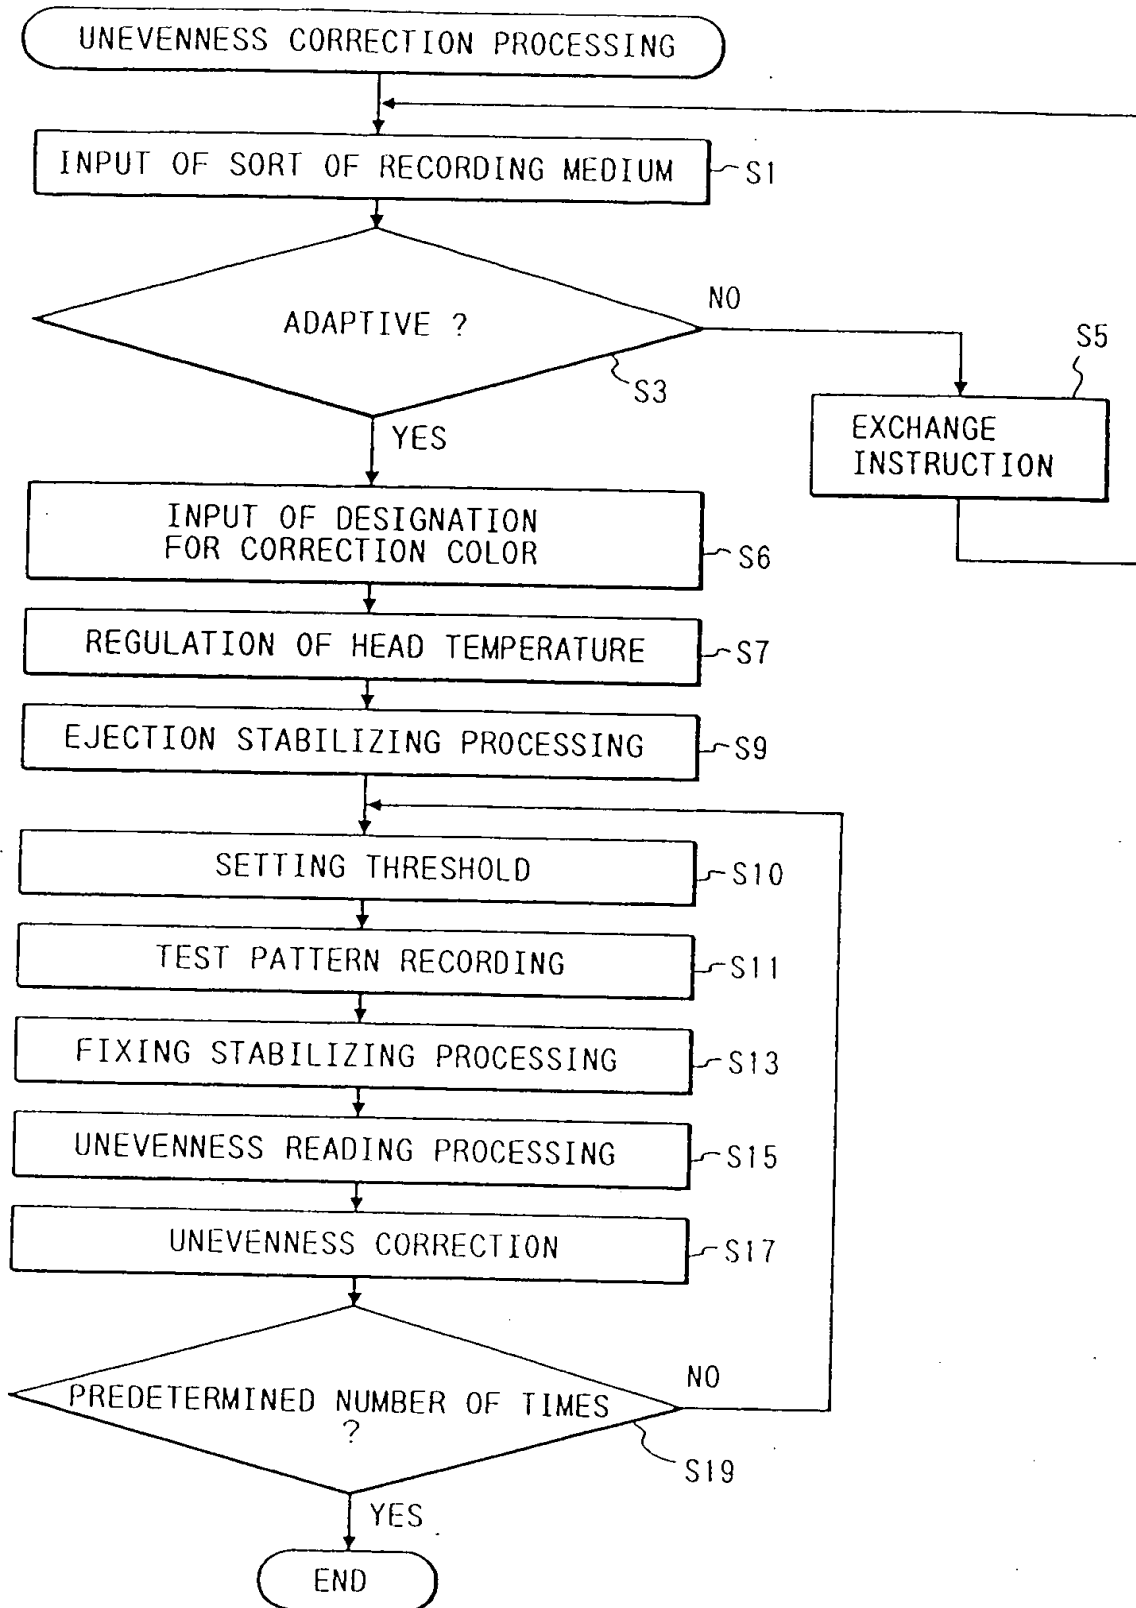 UNEVENNESS CORRECTION PROCESSING
INPUT OF SORT OF RECORDING MEDIUM
S1
ADAPTIVE ?
NO
S3
S5
EXCHANGE
INSTRUCTION
YES
INPUT OF DESIGNATION
FOR CORRECTION COLOR
S6
REGULATION OF HEAD TEMPERATURE
S7
EJECTION STABILIZING PROCESSING
S9
SETTING THRESHOLD
S10
TEST PATTERN RECORDING
S11
FIXING STABILIZING PROCESSING
S13
UNEVENNESS READING PROCESSING
S15
UNEVENNESS CORRECTION
S17
PREDETERMINED NUMBER OF TIMES
?
NO
S19
YES
END